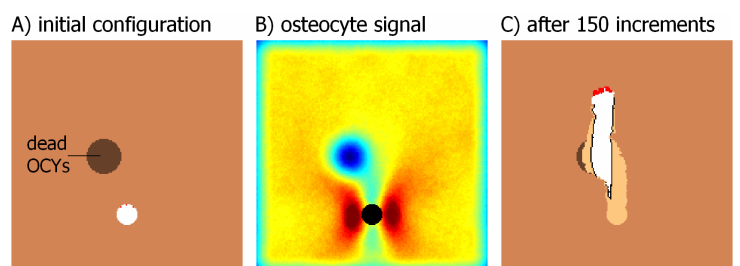 A) initial configuration
B) osteocyte signal
C) after 150 increments
dead
OCYs